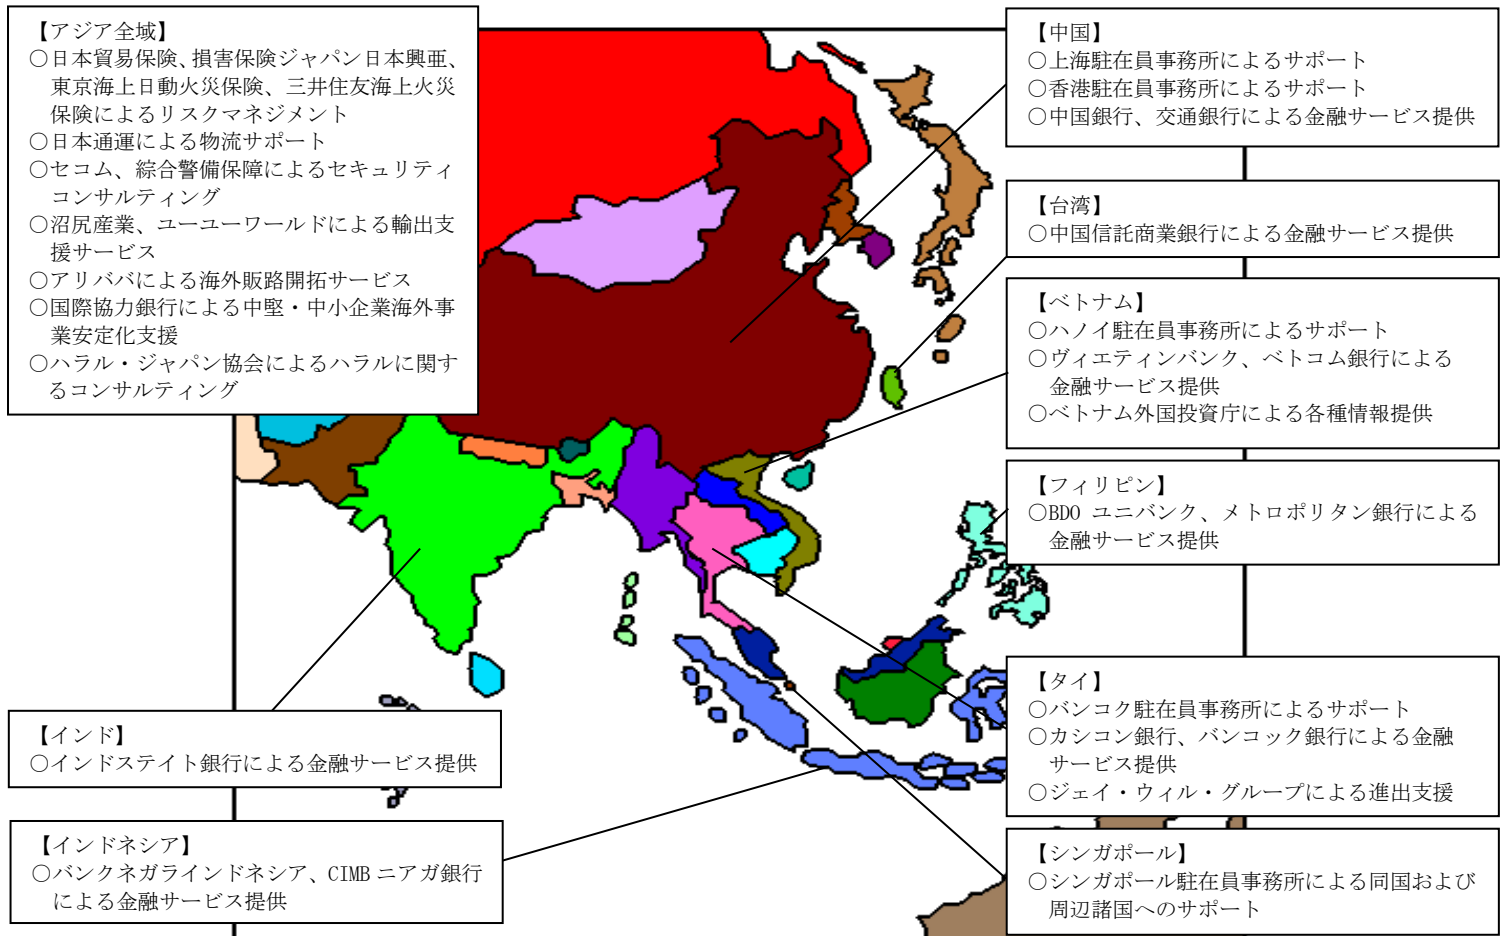 【アジア全域】
○日本貿易保険、損害保険ジャパン日本興亜、
東京海上日動火災保険、三井住友海上火災
保険によるリスクマネジメント
○日本通運による物流サポート
○セコム、綜合警備保障によるセキュリティ
コンサルティング
○沼尻産業、ユーユーワールドによる輸出支
援サービス
○アリババによる海外販路開拓サービス
○国際協力銀行による中堅・中小企業海外事
業安定化支援
○ハラル・ジャパン協会によるハラルに関す
るコンサルティング
【インド】
○インドステイト銀行による金融サービス提供
【インドネシア】
○バンクネガラインドネシア、CIMB ニアガ銀行
による金融サービス提供
【中国】
○上海駐在員事務所によるサポート
○香港駐在員事務所によるサポート
○中国銀行、交通銀行による金融サービス提供
【台湾】
○中国信託商業銀行による金融サービス提供
【ベトナム】
○ハノイ駐在員事務所によるサポート
○ヴィエティンバンク、ベトコム銀行による
金融サービス提供
○ベトナム外国投資庁による各種情報提供
【フィリピン】
○BDO ユニバンク、メトロポリタン銀行による
金融サービス提供
【タイ】
○バンコク駐在員事務所によるサポート
○カシコン銀行、バンコック銀行による金融
サービス提供
○ジェイ・ウィル・グループによる進出支援
【シンガポール】
○シンガポール駐在員事務所による同国および
周辺諸国へのサポート